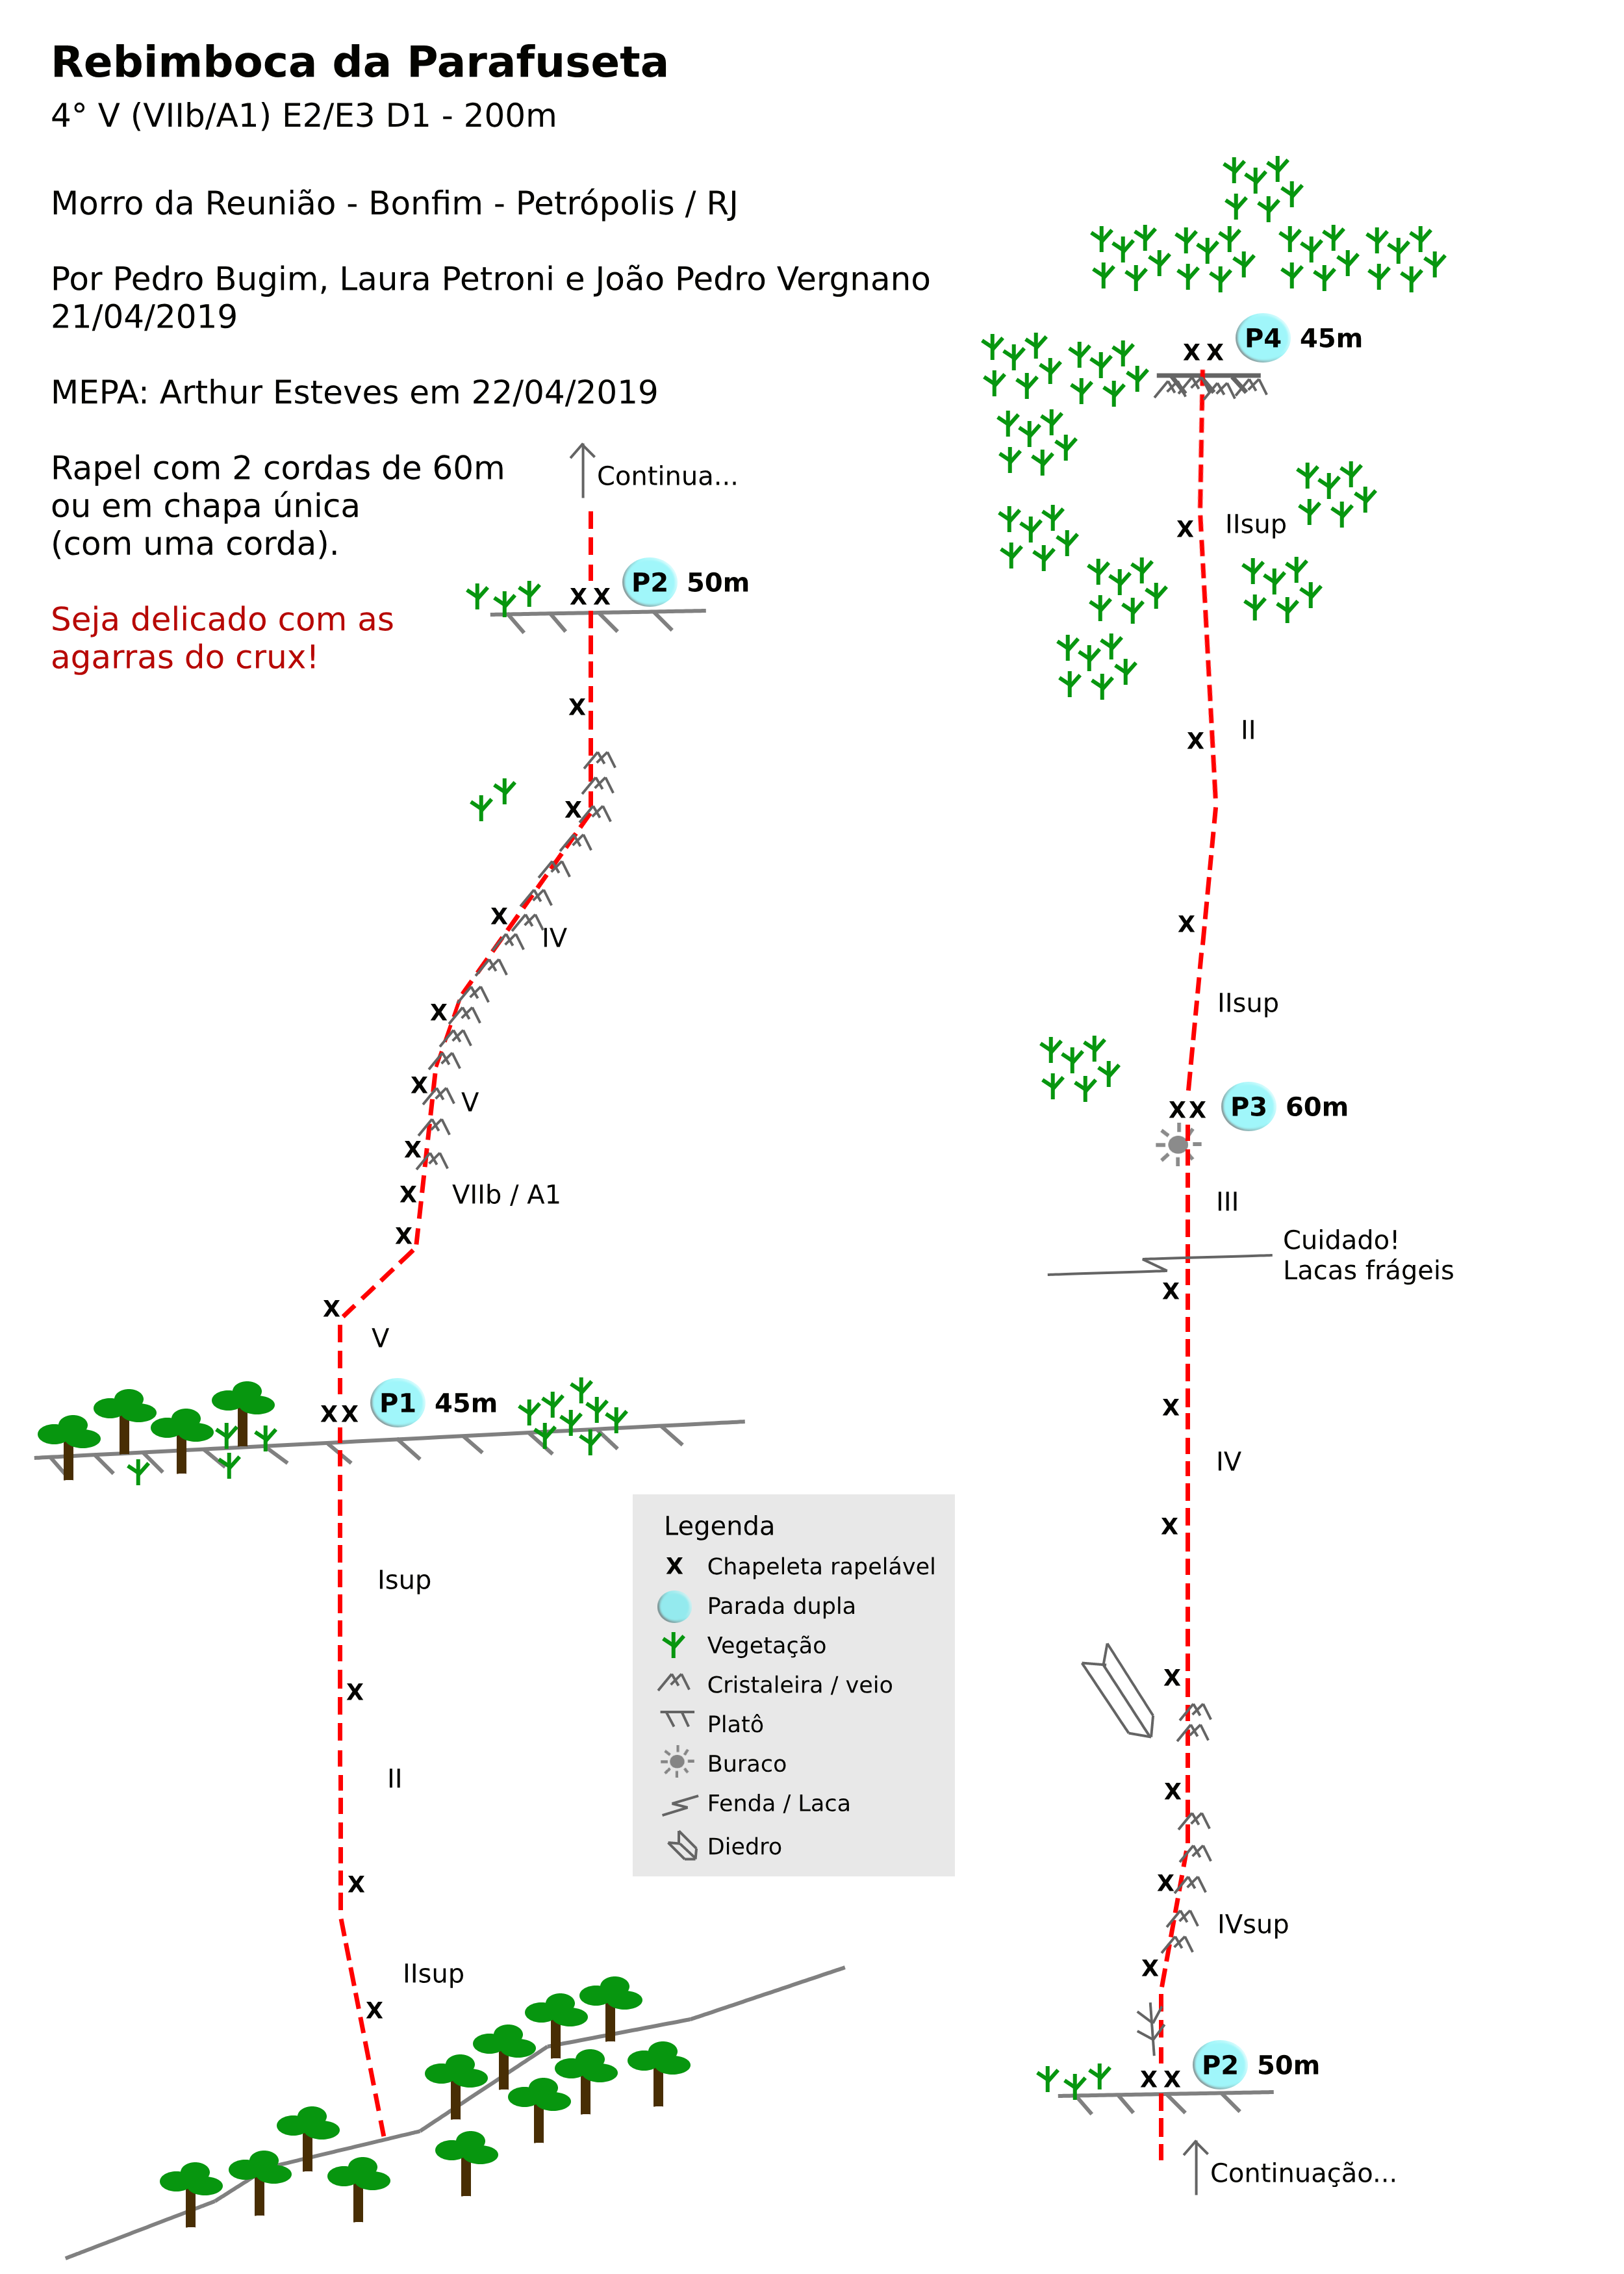 Rebimboca da Parafuseta
4° V (VIIb/A1) E2/E3 D1 - 200m
Morro da Reunião - Bonfim - Petrópolis / RJ
Por Pedro Bugim, Laura Petroni e João Pedro Vergnano
21/04/2019
MEPA: Arthur Esteves em 22/04/2019
Rapel com 2 cordas de 60m
ou em chapa única
(com uma corda).
Seja delicado com as
agarras do crux!
Continua...
X X P2 50m
X
X
X
IV
X
X
V
X
X
VIIb / A1
X
X
V
X X P1 45m
Isup
X
II
X
IIsup
X
Legenda
X Chapeleta rapelável
Parada dupla
Vegetação
Cristaleira / veio
Platô
Buraco
Fenda / Laca
Diedro
X X P4 45m
X IIsup
X II
X
IIsup
X X P3 60m
III
Cuidado!
Lacas frágeis
X
X
IV
X
X
X
X
IVsup
X
X X P2 50m
Continuação...